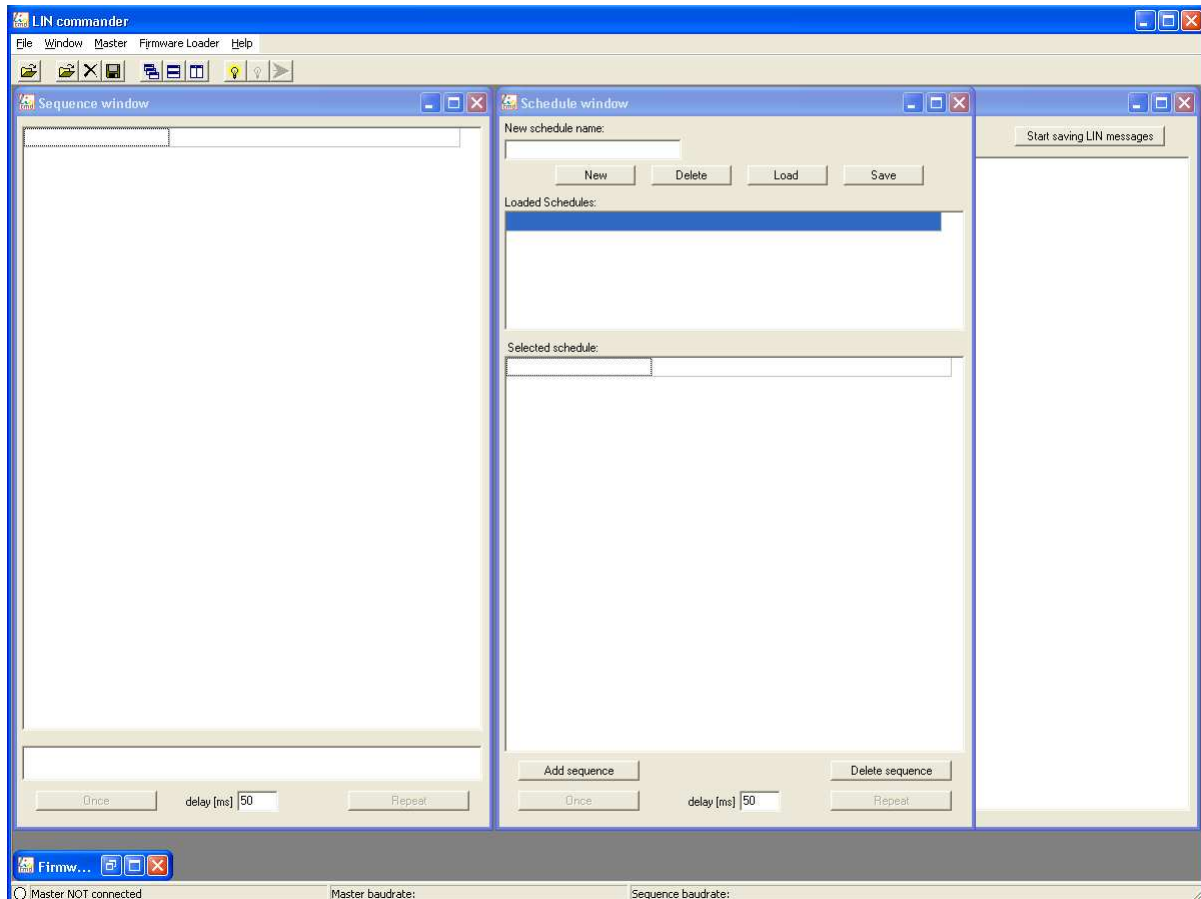 LIN commander
File Window Master Firmware Loader Help
Sequence window
Schedule window
New schedule name:
Start saving LIN messages
New Delete Load Save
Loaded Schedules:
Selected schedule:
Add sequence Delete sequence
Once delay [ms] 50 Repeat
Once delay [ms] 50 Repeat
Firmw...
Master NOT connected Master baudrate: Sequence baudrate: